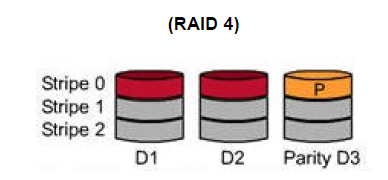 (RAID 4)
Stripe 0
P
Stripe 1
Stripe 2
D1
D2
Parity D3